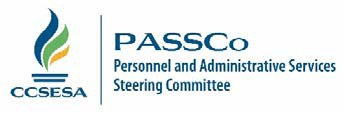 CCSESA
PASSCo
Personnel and Administrative Services
Steering Committee